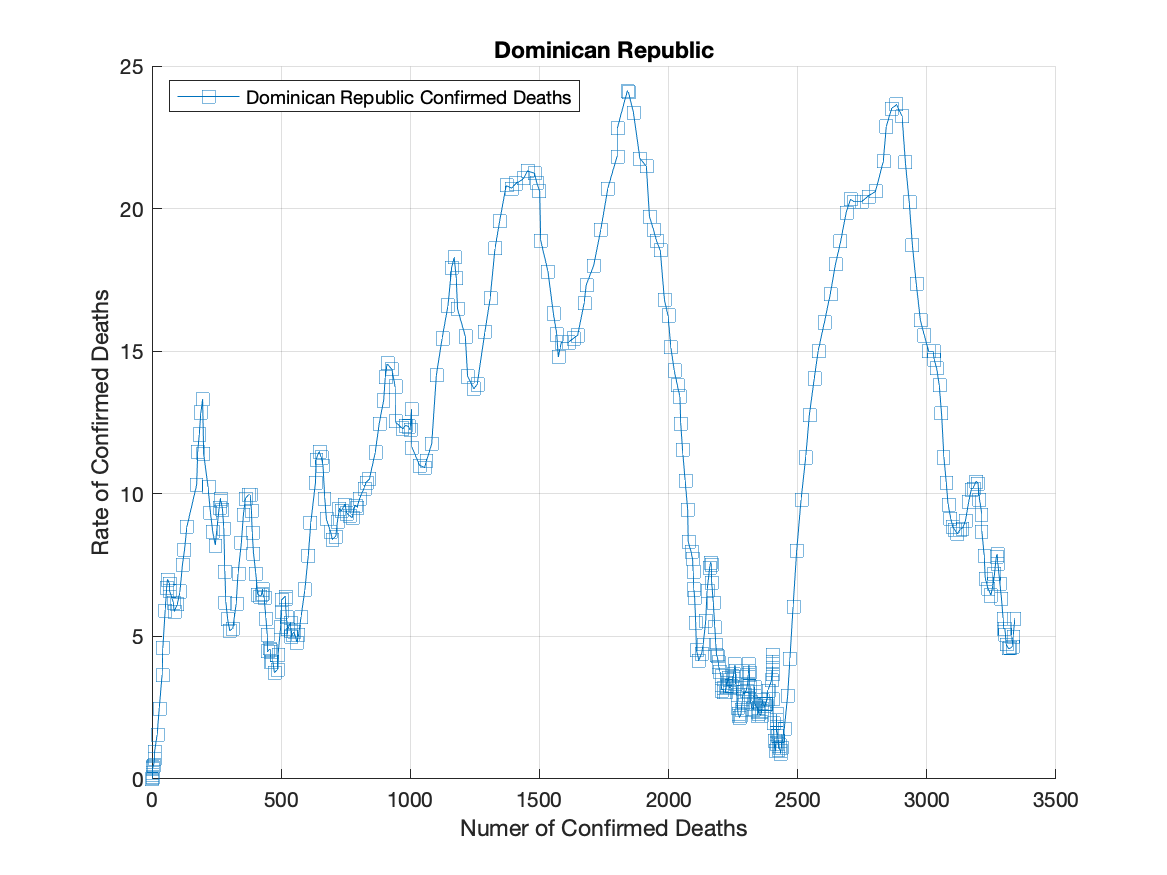 Dominican Republic
Dominican Republic Confirmed Deaths
Rate of Confirmed Deaths
25
20
15
10
5
0
0 500 1000 1500 2000 2500 3000 3500
Numer of Confirmed Deaths